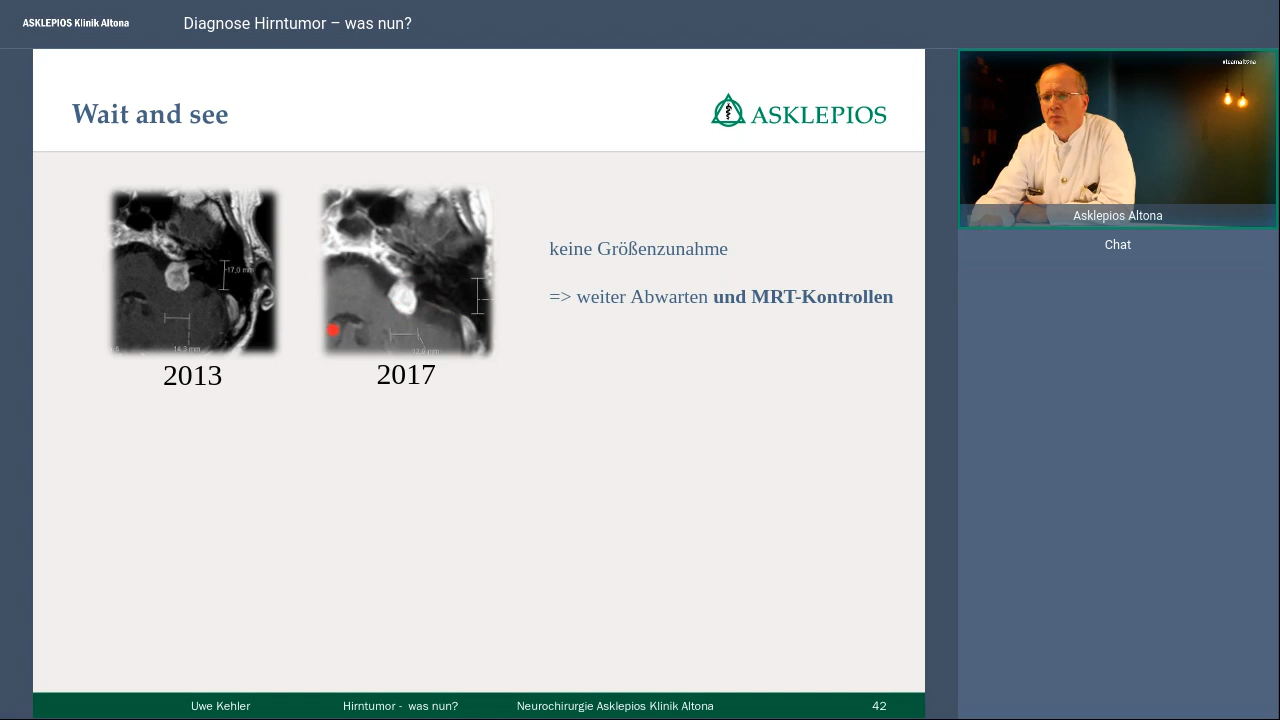 ASKLEPIOS Klinik Altona
Diagnose Hirntumor – was nun?
Wait and see
ASKLEPIOS
17,0 mm
14,3 mm
2013
2017
keine Größenzunahme
=> weiter Abwarten und MRT-Kontrollen
Asklepios Altona
Chat
Uwe Kehler
Hirntumor - was nun?
Neurochirurgie Asklepios Klinik Altona
42